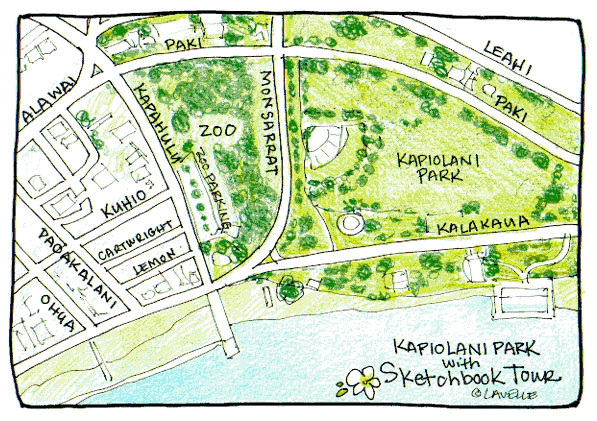 PAKI
LEAHI
ALAWAI
KAPAHULU
MONSARRAT
PAKI
ZOO
ZOO PARKING
KAPIOLANI
PARK
KUHIO
CARTWRIGHT
LEMON
PAOAKALANI
OHUA
KALAKAUA
KAPIOLANI PARK
with
Sketchbook Tour
© LAVELLE